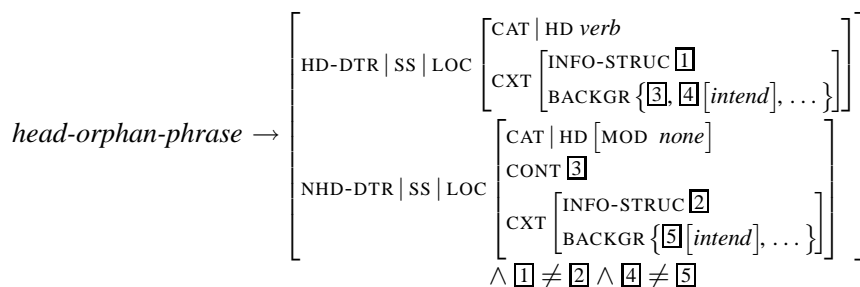 CAT | HD verb
HD-DTR | SS | LOC
INFO-STRUC 1
CXT
BACKGR {3, 4 [intend], ...}
head-orphan-phrase →
CAT | HD [MOD none]
CONT 3
NHD-DTR | SS | LOC
INFO-STRUC 2
CXT
BACKGR {5 [intend], ...}
∧ 1 ≠ 2 ∧ 4 ≠ 5